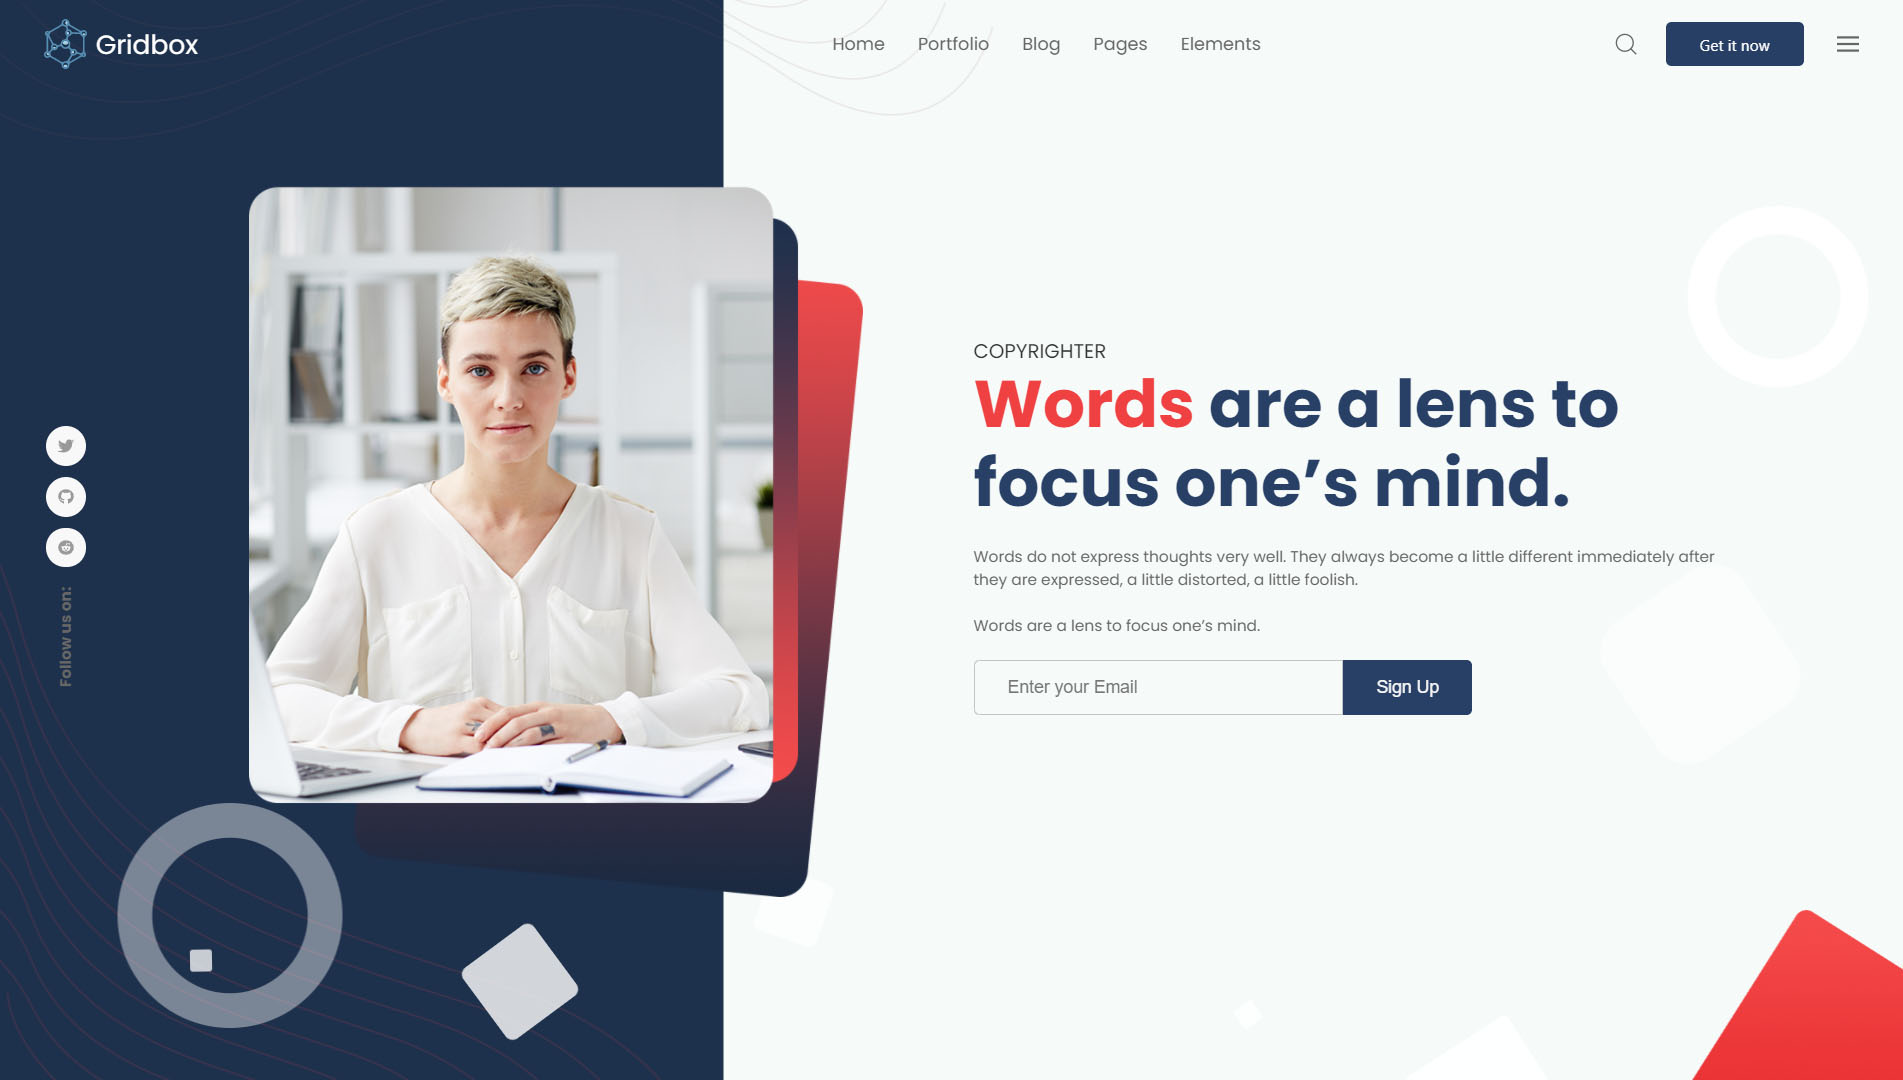 Gridbox
Home Portfolio Blog Pages Elements
Get it now
COPYRIGHTER
Words are a lens to
focus one’s mind.
Words do not express thoughts very well. They always become a little different immediately after
they are expressed, a little distorted, a little foolish.
Words are a lens to focus one’s mind.
Enter your Email
Sign Up
Follow us on: